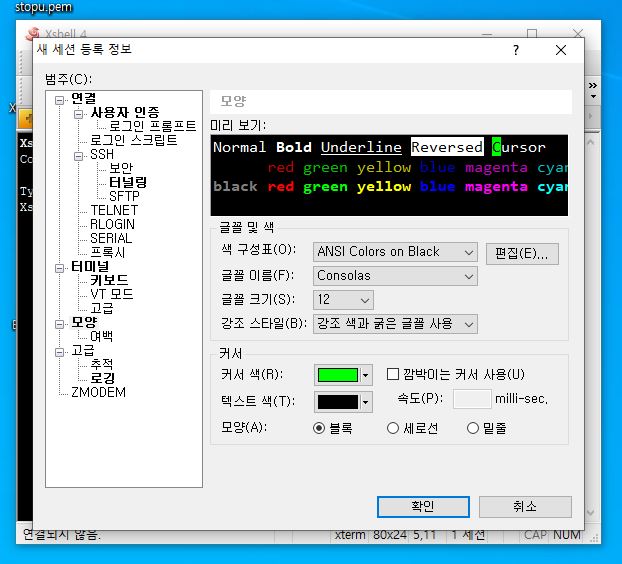 stopu.pem
Xshell 4
새 세션 등록 정보
범주(C):
연결
사용자 인증
로그인 프롬프트
로그인 스크립트
SSH
보안
터널링
SFTP
TELNET
RLOGIN
SERIAL
프록시
터미널
키보드
VT 모드
고급
모양
여백
고급
추적
로깅
ZMODEM
모양
미리 보기:
Normal Bold Underline Reversed Cursor
red green yellow blue magenta cyan
black red green yellow blue magenta cyan
글꼴 및 색
색 구성표(O): ANSI Colors on Black 편집(E)...
글꼴 이름(F): Consolas
글꼴 크기(S): 12
강조 스타일(B): 강조 색과 굵은 글꼴 사용
커서
커서 색(R): 깜박이는 커서 사용(U)
텍스트 색(T): 속도(P): milli-sec.
모양(A): 블록 세로선 밑줄
확인 취소
연결되지 않음. xterm 80x24 5,11 1 세션 CAP NUM